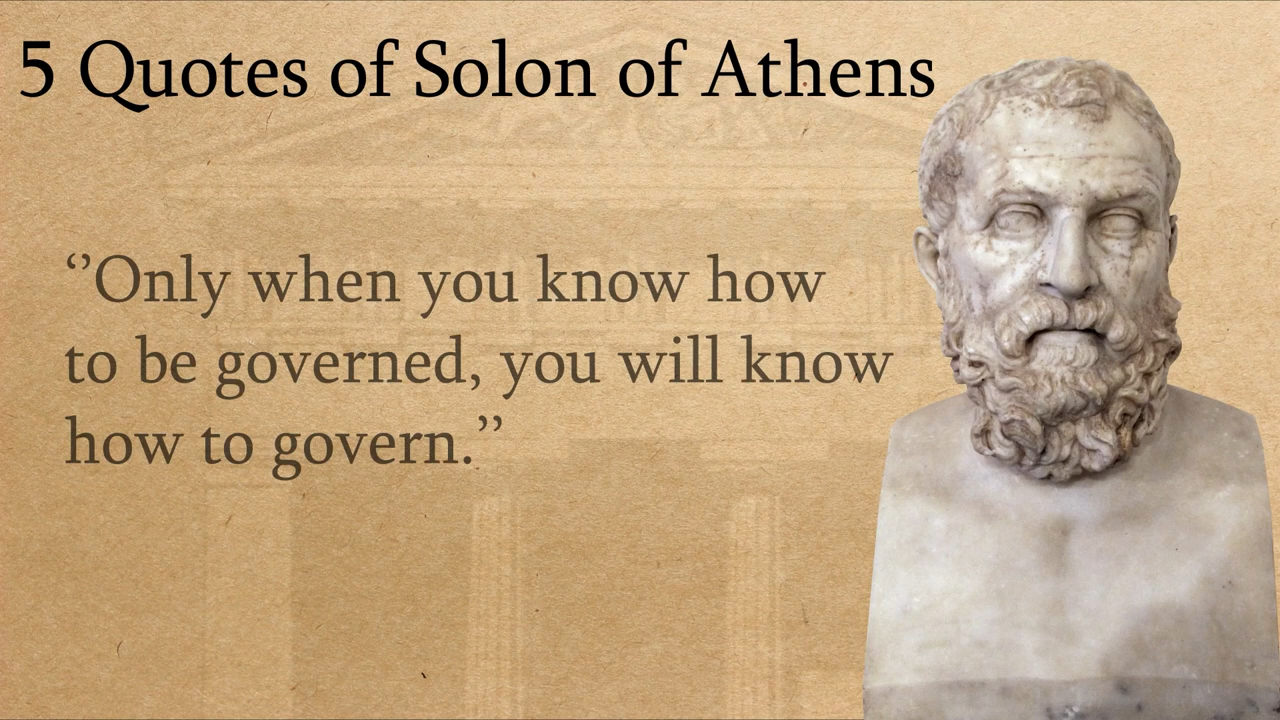 5 Quotes of Solon of Athens
‘’Only when you know how
to be governed, you will know
how to govern.’’